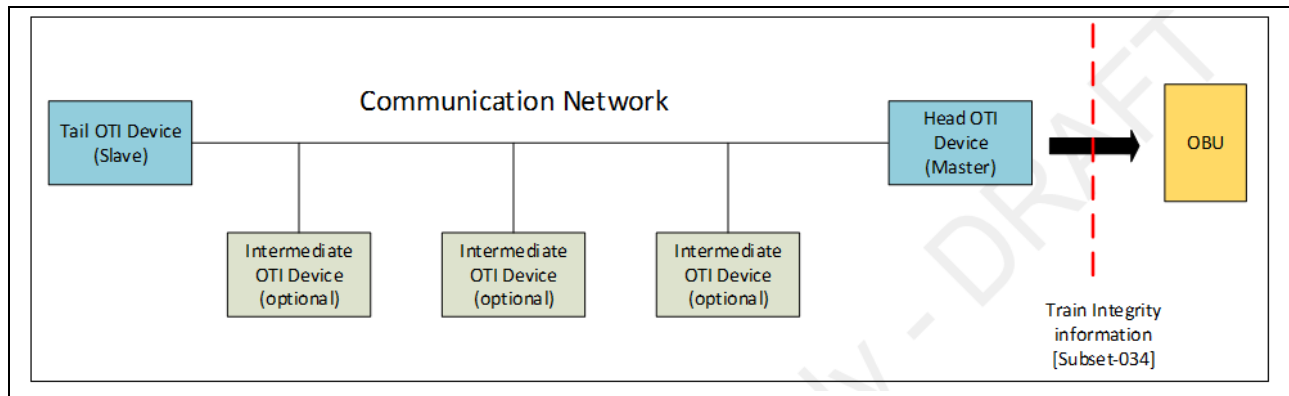 Communication Network
Tail OTI Device
(Slave)
Head OTI
Device
(Master)
OBU
Intermediate
OTI Device
(optional)
Intermediate
OTI Device
(optional)
Intermediate
OTI Device
(optional)
Train Integrity
information
[Subset-034]
- DRAFT